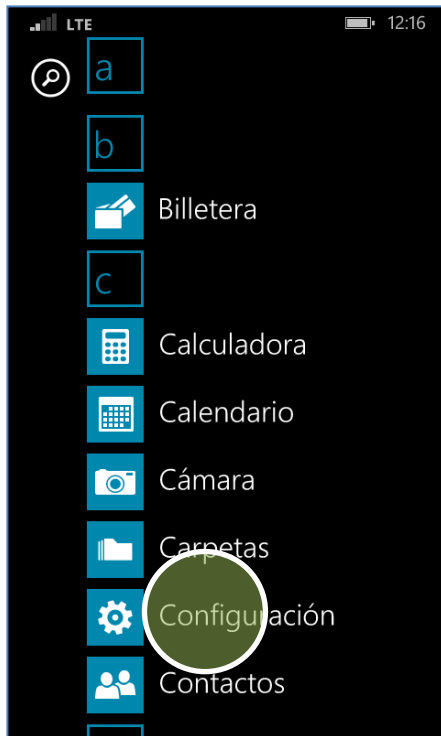 LTE 12:16
a
b
Billetera
c
Calculadora
Calendario
Cámara
Carpetas
Configuración
Contactos